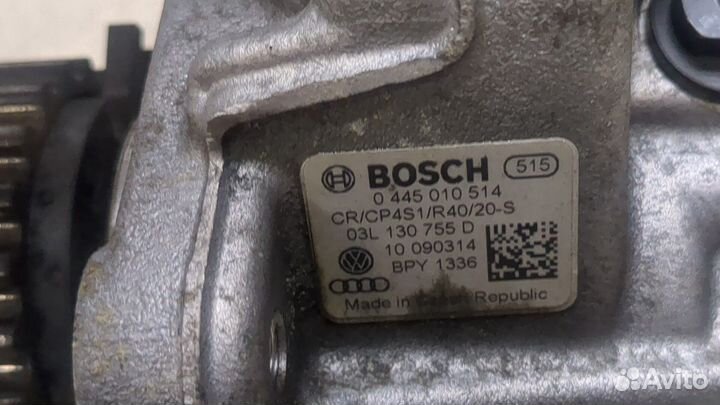 BOSCH 515
0 445 010 514
CR/CP4S1/R40/20-S
03L 130 755 D
10 090314
BPY 1336
Made in Czech Republic
Avito